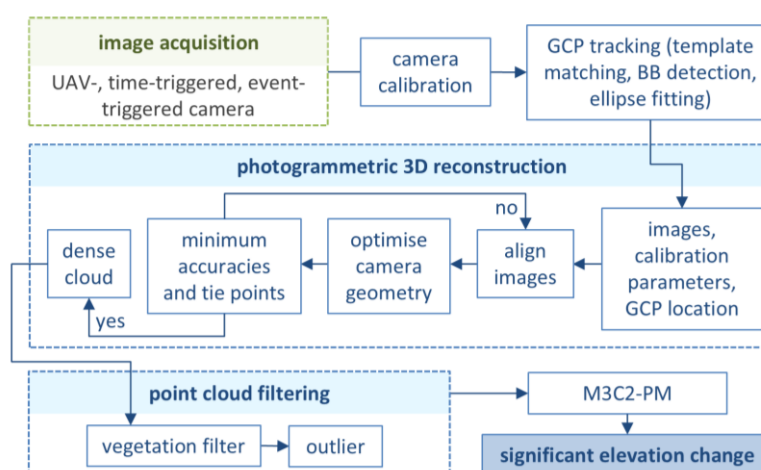 image acquisition
UAV-, time-triggered, event-
triggered camera
camera
calibration
GCP tracking (template
matching, BB detection,
ellipse fitting)
photogrammetric 3D reconstruction
no
dense
cloud
minimum
accuracies
and tie points
optimise
camera
geometry
align
images
images,
calibration
parameters,
GCP location
yes
point cloud filtering
M3C2-PM
vegetation filter
outlier
significant elevation change